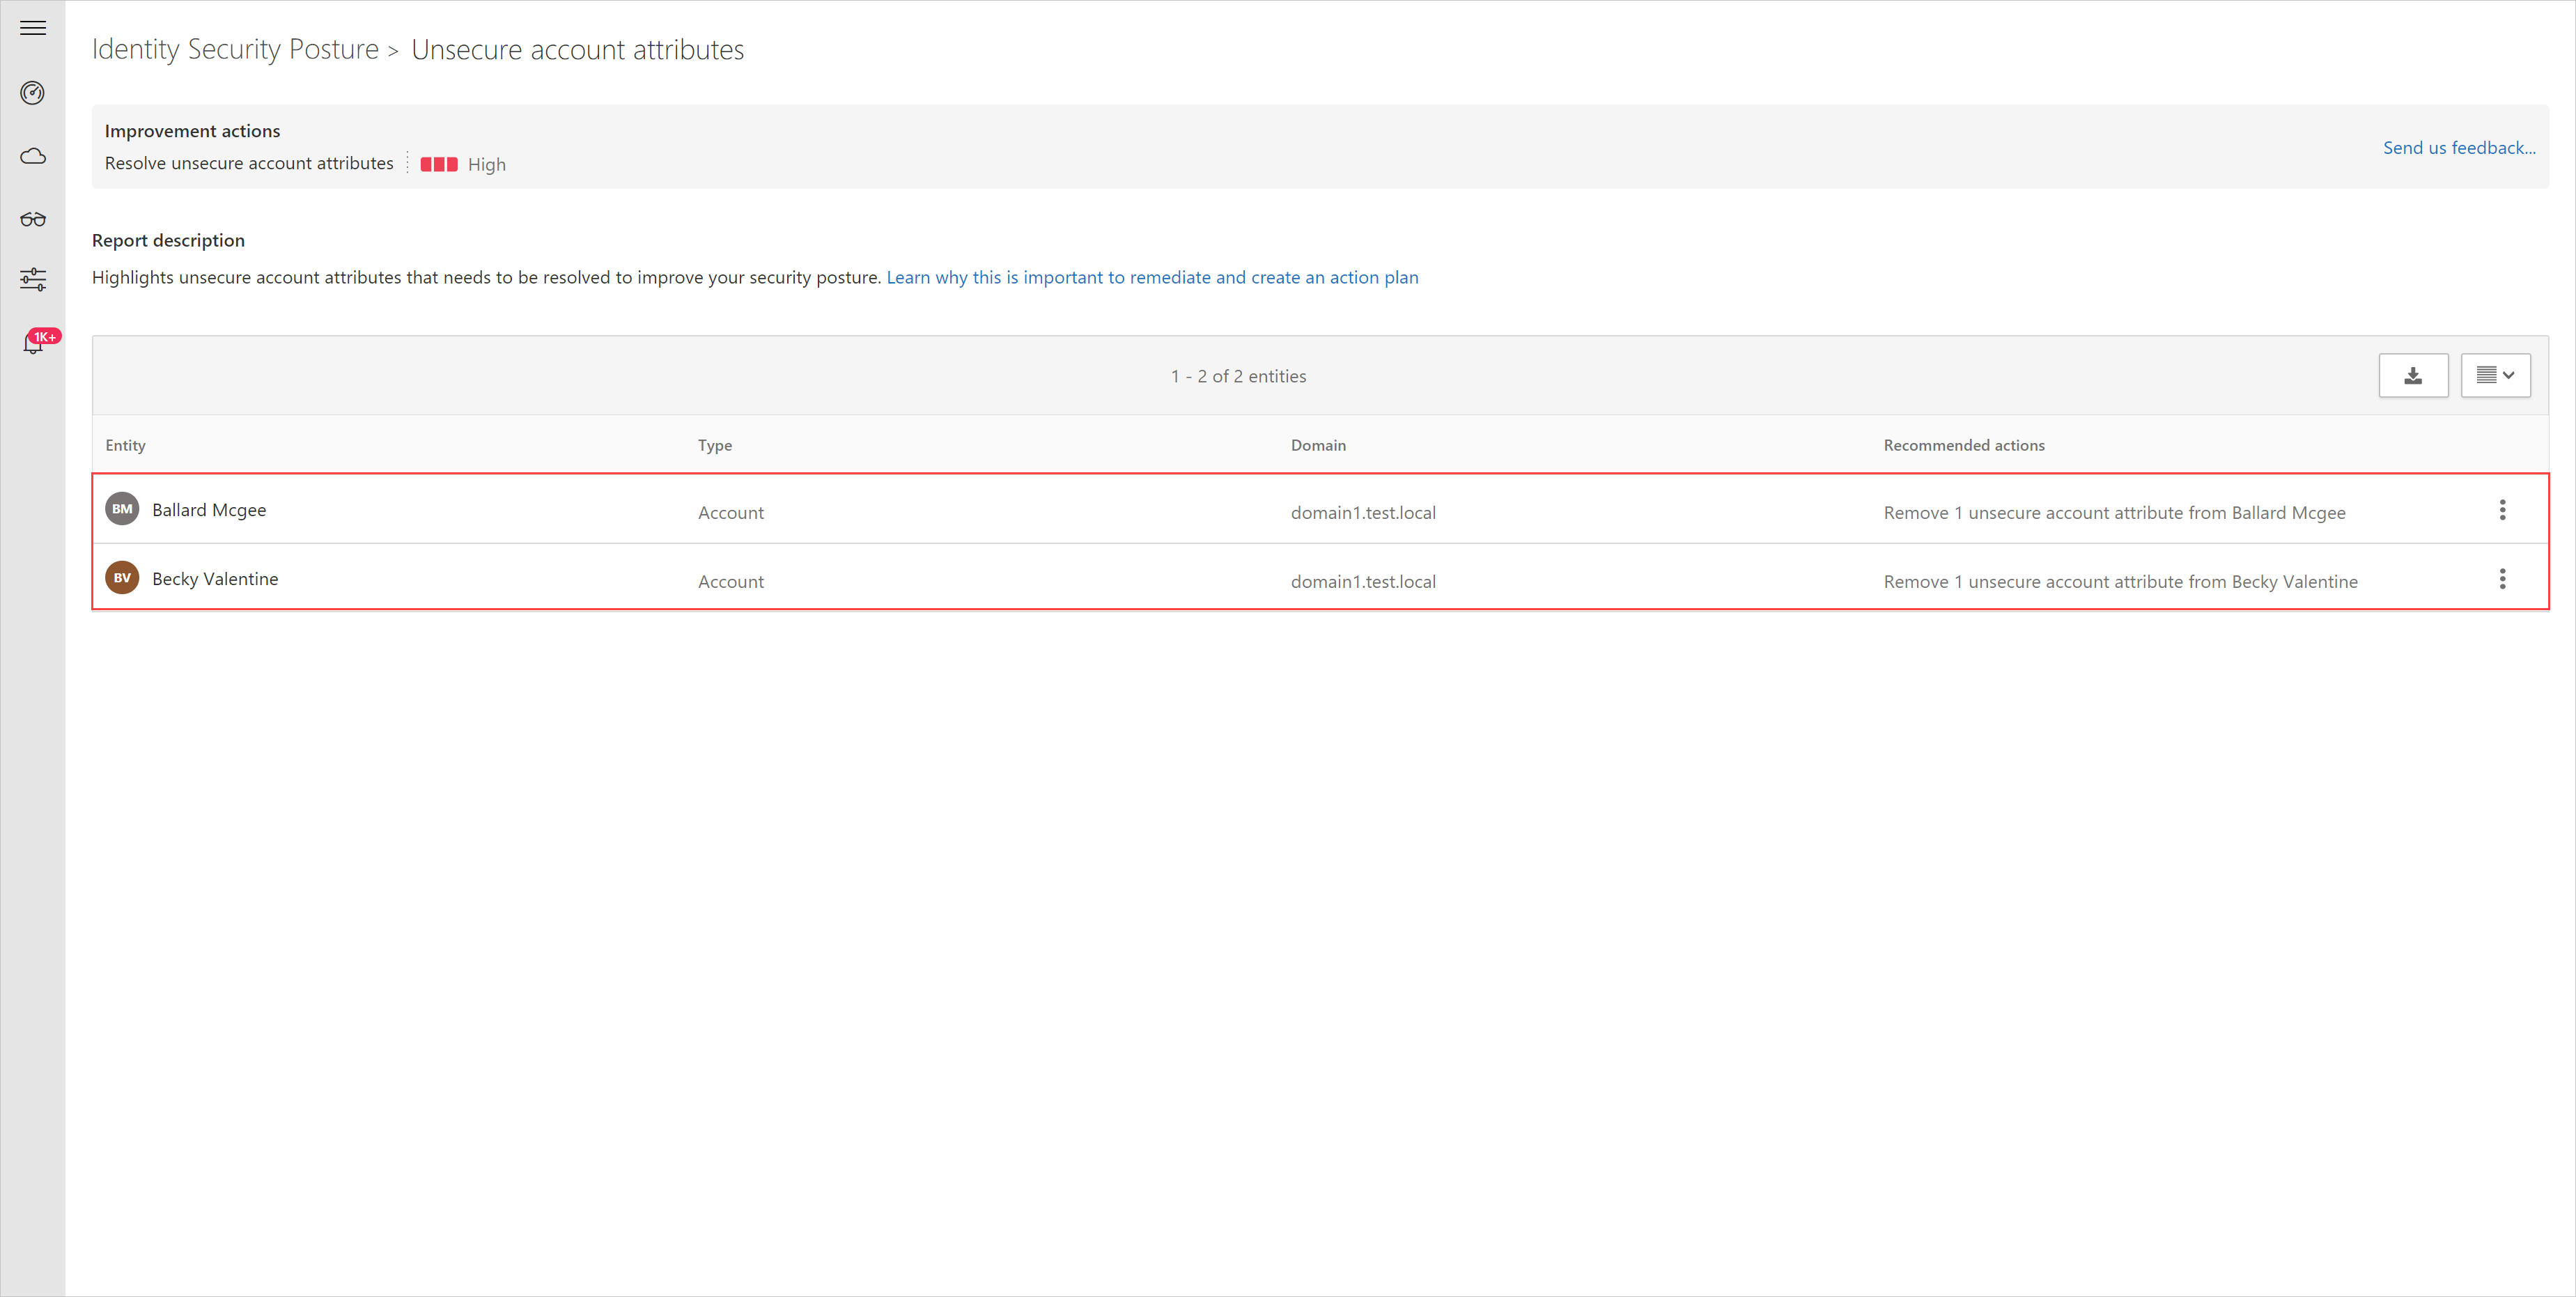 Identity Security Posture > Unsecure account attributes
Improvement actions
Resolve unsecure account attributes High
Send us feedback...
Report description
Highlights unsecure account attributes that needs to be resolved to improve your security posture. Learn why this is important to remediate and create an action plan
1K+
1 - 2 of 2 entities
Entity Type Domain Recommended actions
BM Ballard Mcgee Account domain1.test.local Remove 1 unsecure account attribute from Ballard Mcgee
BV Becky Valentine Account domain1.test.local Remove 1 unsecure account attribute from Becky Valentine